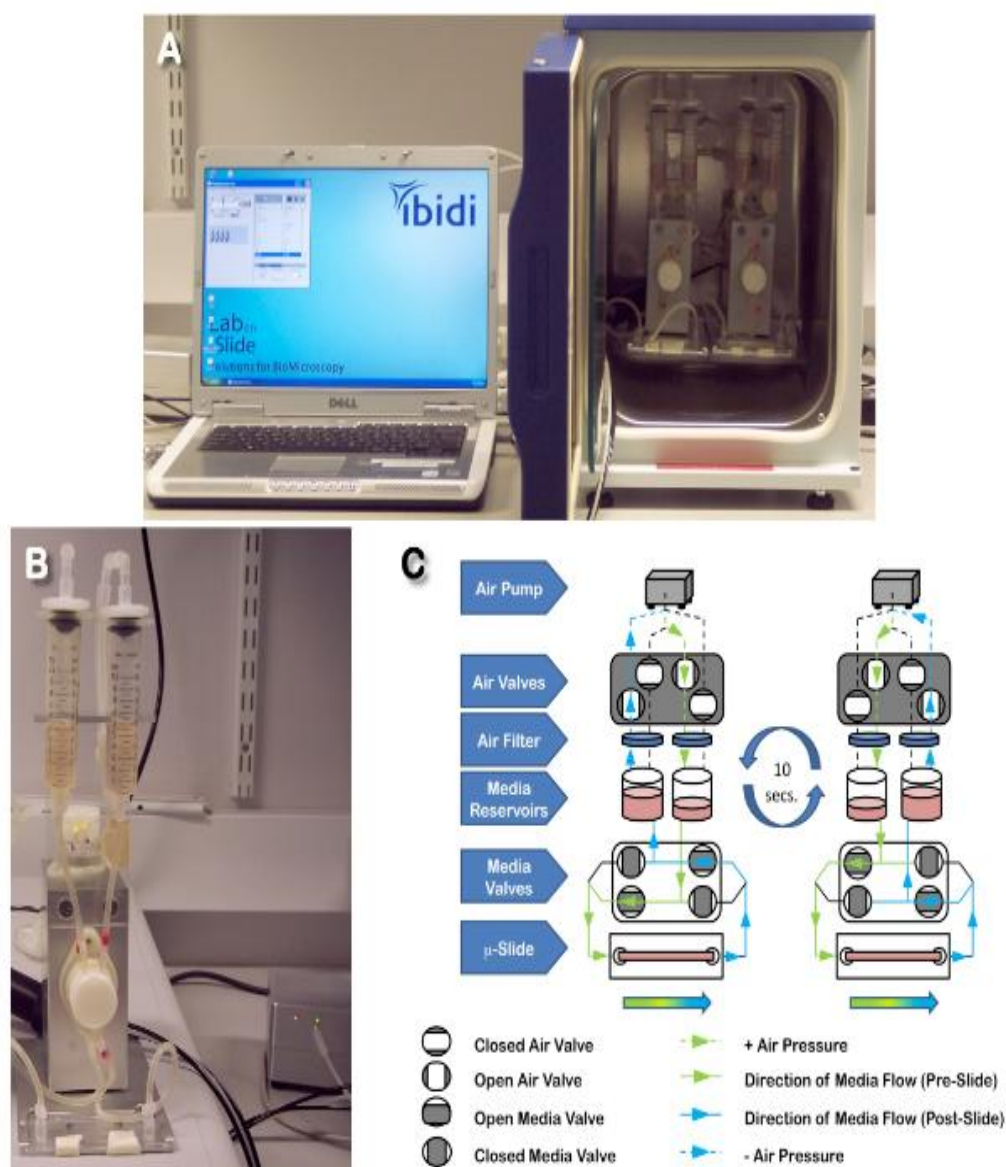 A
ibidi
Lab on
Slide
Solutions for BioMicroscopy
DELL
B
C
Air Pump
Air Valves
Air Filter
Media
Reservoirs
10
secs.
Media
Valves
μ-Slide
Closed Air Valve
+ Air Pressure
Open Air Valve
Direction of Media Flow (Pre-Slide)
Open Media Valve
Direction of Media Flow (Post-Slide)
Closed Media Valve
- Air Pressure